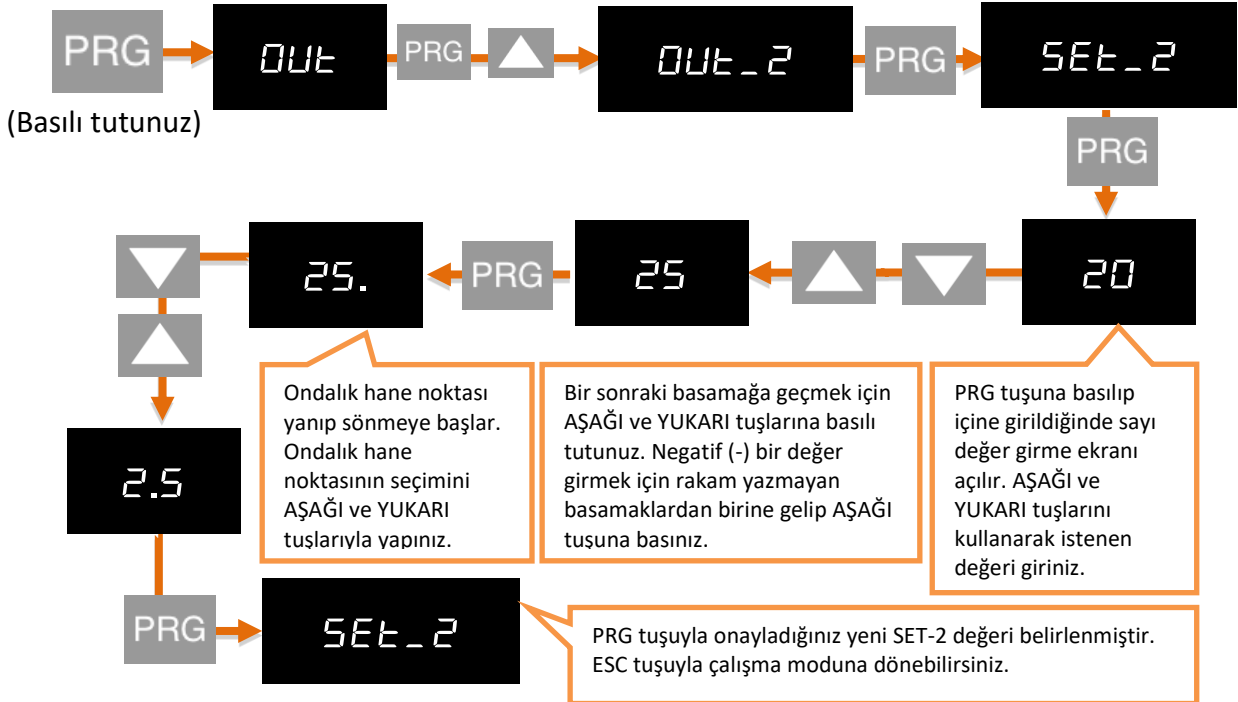 PRG
OUt
PRG
OUt_2
PRG
SEt_2
(Basılı tutunuz)
PRG
25.
PRG
25
20
Ondalık hane noktası
yanıp sönmeye başlar.
Ondalık hane
noktasının seçimini
AŞAĞI ve YUKARI
tuşlarıyla yapınız.
Bir sonraki basamağa geçmek için
AŞAĞI ve YUKARI tuşlarına basılı
tutunuz. Negatif (-) bir değer
girmek için rakam yazmayan
basamaklardan birine gelip AŞAĞI
tuşuna basınız.
PRG tuşuna basılıp
içine girildiğinde sayı
değer girme ekranı
açılır. AŞAĞI ve
YUKARI tuşlarını
kullanarak istenen
değeri giriniz.
2.5
PRG
SEt_2
PRG tuşuyla onayladığınız yeni SET-2 değeri belirlenmiştir.
ESC tuşuyla çalışma moduna dönebilirsiniz.